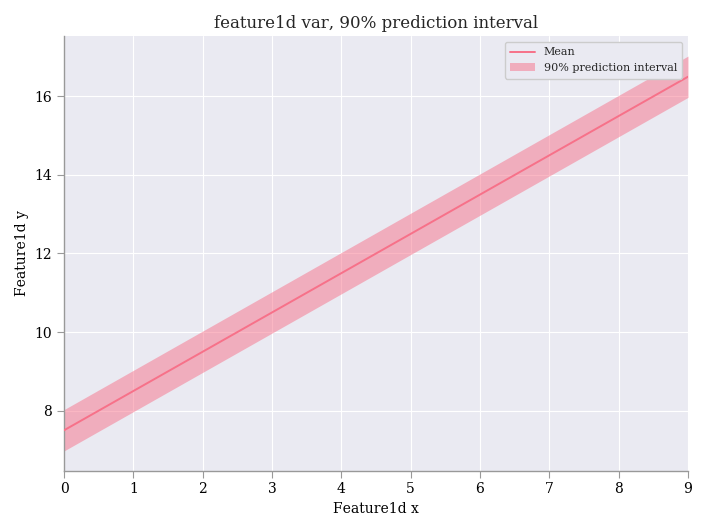 feature1d var, 90% prediction interval
Mean
90% prediction interval
16
14
12
10
8
Feature1d y
0 1 2 3 4 5 6 7 8 9
Feature1d x